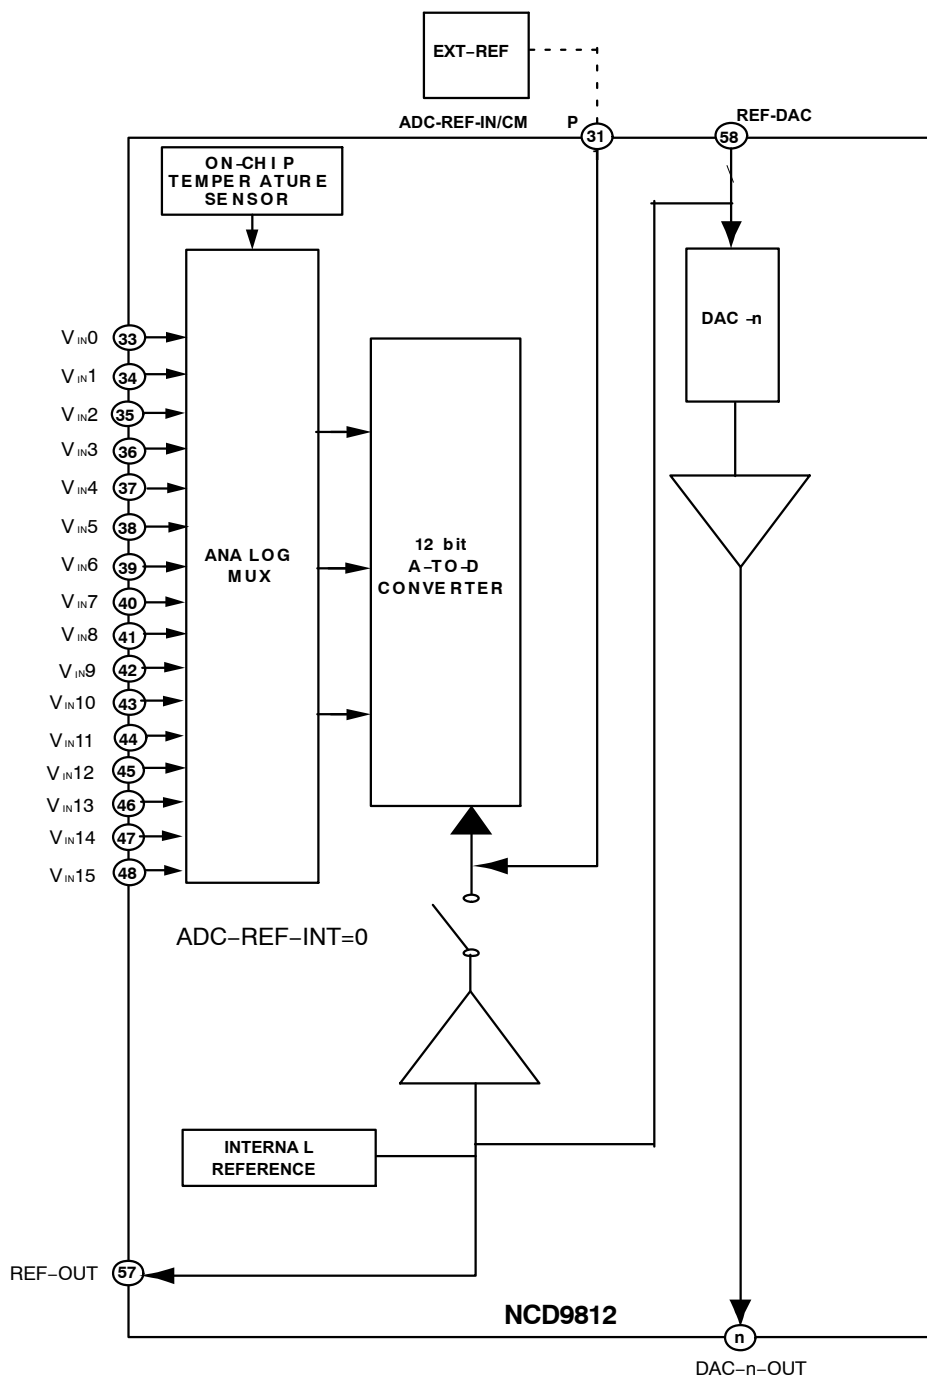 EXT–REF
ADC-REF-IN/CM
P
31
REF-DAC
58
ON–CHIP
TEMPERATURE
SENSOR
DAC –n
VIN0
33
VIN1
34
VIN2
35
VIN3
36
VIN4
37
VIN5
38
VIN6
39
VIN7
40
VIN8
41
VIN9
42
VIN10
43
VIN11
44
VIN12
45
VIN13
46
VIN14
47
VIN15
48
ANALOG
MUX
12 bit
A–TO–D
CONVERTER
ADC–REF–INT=0
INTERNAL
REFERENCE
REF–OUT
57
NCD9812
n
DAC–n–OUT